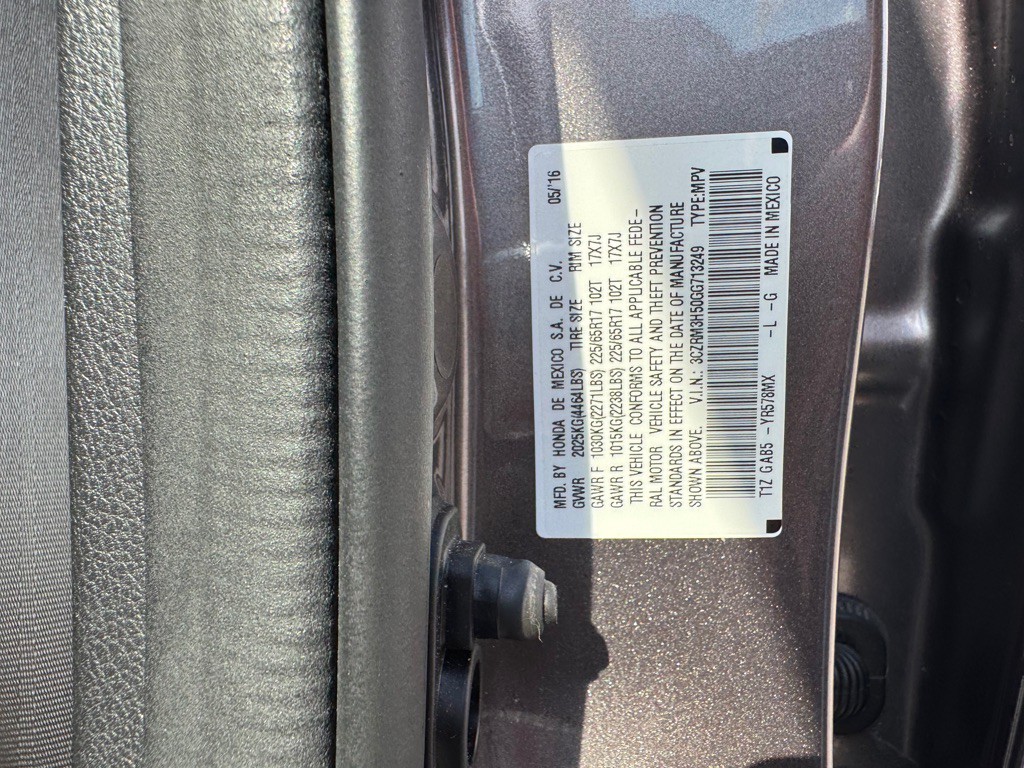 MFD. BY HONDA DE MEXICO S.A. DE C.V. 05/'16
GVWR 2025KG(4464LBS) TIRE SIZE RIM SIZE
GAWR F 1030KG(2271LBS) 225/65R17 102T 17X7J
GAWR R 1015KG(2238LBS) 225/65R17 102T 17X7J
THIS VEHICLE CONFORMS TO ALL APPLICABLE FEDE-
RAL MOTOR VEHICLE SAFETY AND THEFT PREVENTION
STANDARDS IN EFFECT ON THE DATE OF MANUFACTURE
SHOWN ABOVE. V.I.N.: 3CZRM3H50GG713249 TYPE:MPV
T1Z G AB5 -YR578MX -L -G MADE IN MEXICO